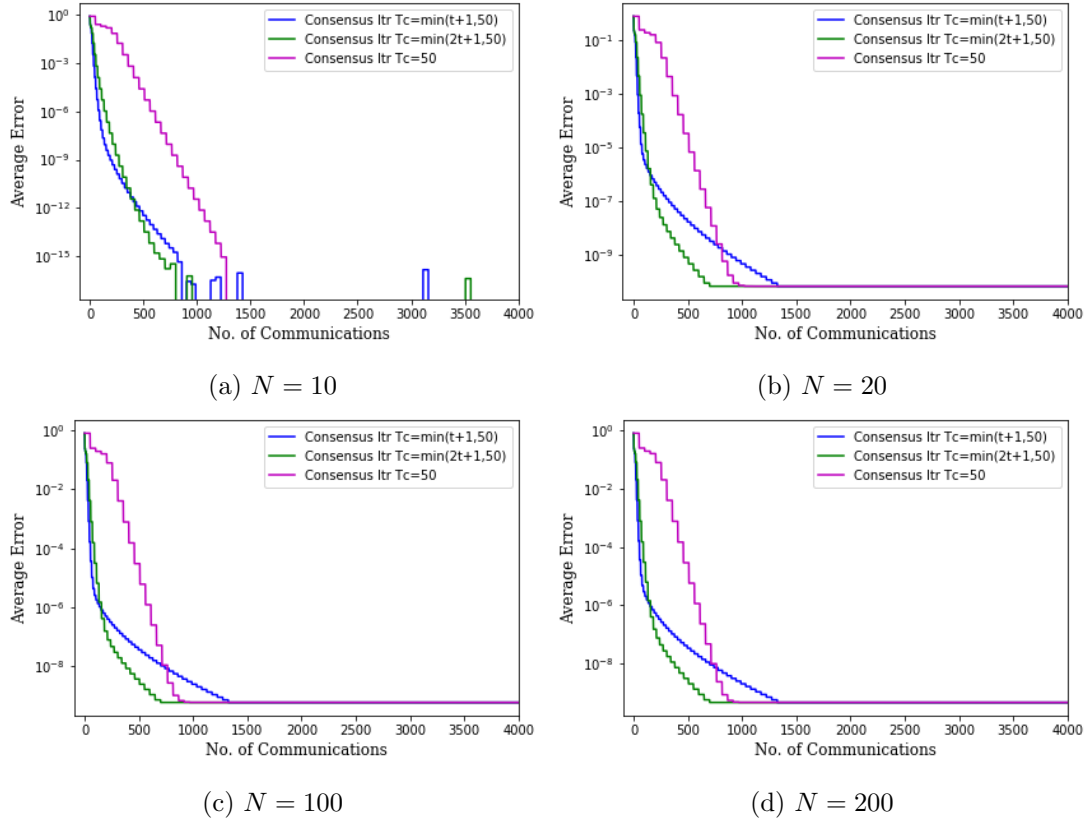 10⁰
10⁻³
10⁻⁶
10⁻⁹
10⁻¹²
10⁻¹⁵
Average Error
Consensus Itr Tc=min(t+1,50)
Consensus Itr Tc=min(2t+1,50)
Consensus Itr Tc=50
0 500 1000 1500 2000 2500 3000 3500 4000
No. of Communications
(a) N = 10
10⁻¹
10⁻³
10⁻⁵
10⁻⁷
10⁻⁹
Average Error
Consensus Itr Tc=min(t+1,50)
Consensus Itr Tc=min(2t+1,50)
Consensus Itr Tc=50
0 500 1000 1500 2000 2500 3000 3500 4000
No. of Communications
(b) N = 20
10⁰
10⁻²
10⁻⁴
10⁻⁶
10⁻⁸
Average Error
Consensus Itr Tc=min(t+1,50)
Consensus Itr Tc=min(2t+1,50)
Consensus Itr Tc=50
0 500 1000 1500 2000 2500 3000 3500 4000
No. of Communications
(c) N = 100
10⁰
10⁻²
10⁻⁴
10⁻⁶
10⁻⁸
Average Error
Consensus Itr Tc=min(t+1,50)
Consensus Itr Tc=min(2t+1,50)
Consensus Itr Tc=50
0 500 1000 1500 2000 2500 3000 3500 4000
No. of Communications
(d) N = 200